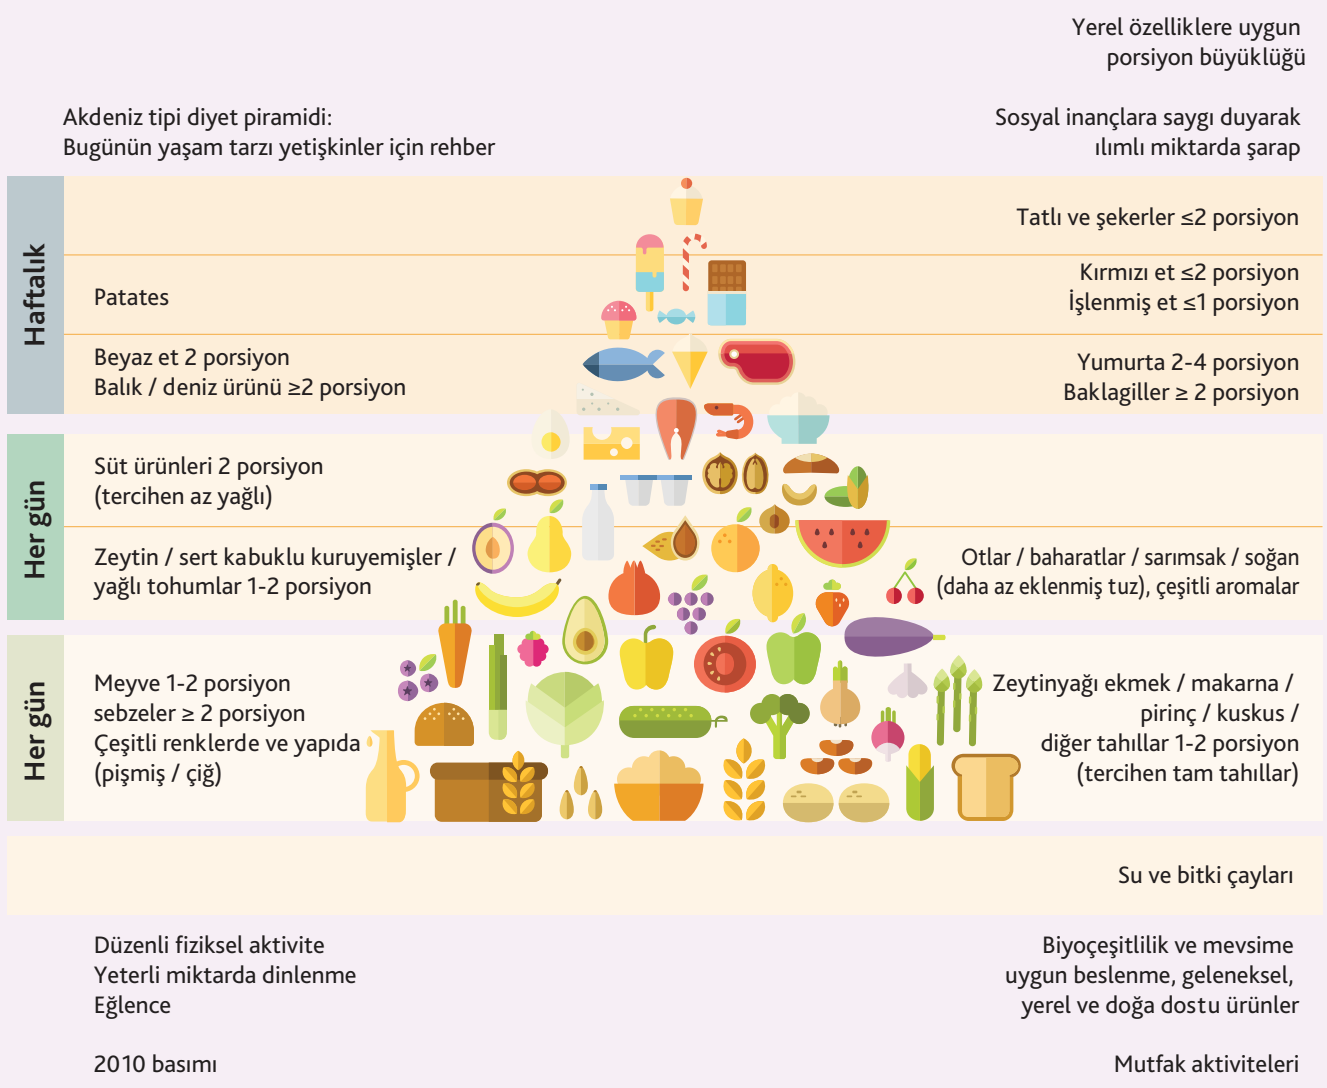 Yerel özelliklere uygun
porsiyon büyüklüğü
Akdeniz tipi diyet piramidi:
Bugünün yaşam tarzı yetişkinler için rehber
Sosyal inançlara saygı duyarak
ılımlı miktarda şarap
Haftalık
Tatlı ve şekerler ≤2 porsiyon
Patates
Kırmızı et ≤2 porsiyon
İşlenmiş et ≤1 porsiyon
Beyaz et 2 porsiyon
Balık / deniz ürünü ≥2 porsiyon
Yumurta 2-4 porsiyon
Baklagiller ≥ 2 porsiyon
Her gün
Süt ürünleri 2 porsiyon
(tercihen az yağlı)
Zeytin / sert kabuklu kuruyemişler /
yağlı tohumlar 1-2 porsiyon
Otlar / baharatlar / sarımsak / soğan
(daha az eklenmiş tuz), çeşitli aromalar
Her gün
Meyve 1-2 porsiyon
sebzeler ≥ 2 porsiyon
Çeşitli renklerde ve yapıda
(pişmiş / çiğ)
Zeytinyağı ekmek / makarna /
pirinç / kuskus /
diğer tahıllar 1-2 porsiyon
(tercihen tam tahıllar)
Su ve bitki çayları
Düzenli fiziksel aktivite
Yeterli miktarda dinlenme
Eğlence
Biyoçeşitlilik ve mevsime
uygun beslenme, geleneksel,
yerel ve doğa dostu ürünler
2010 basımı
Mutfak aktiviteleri